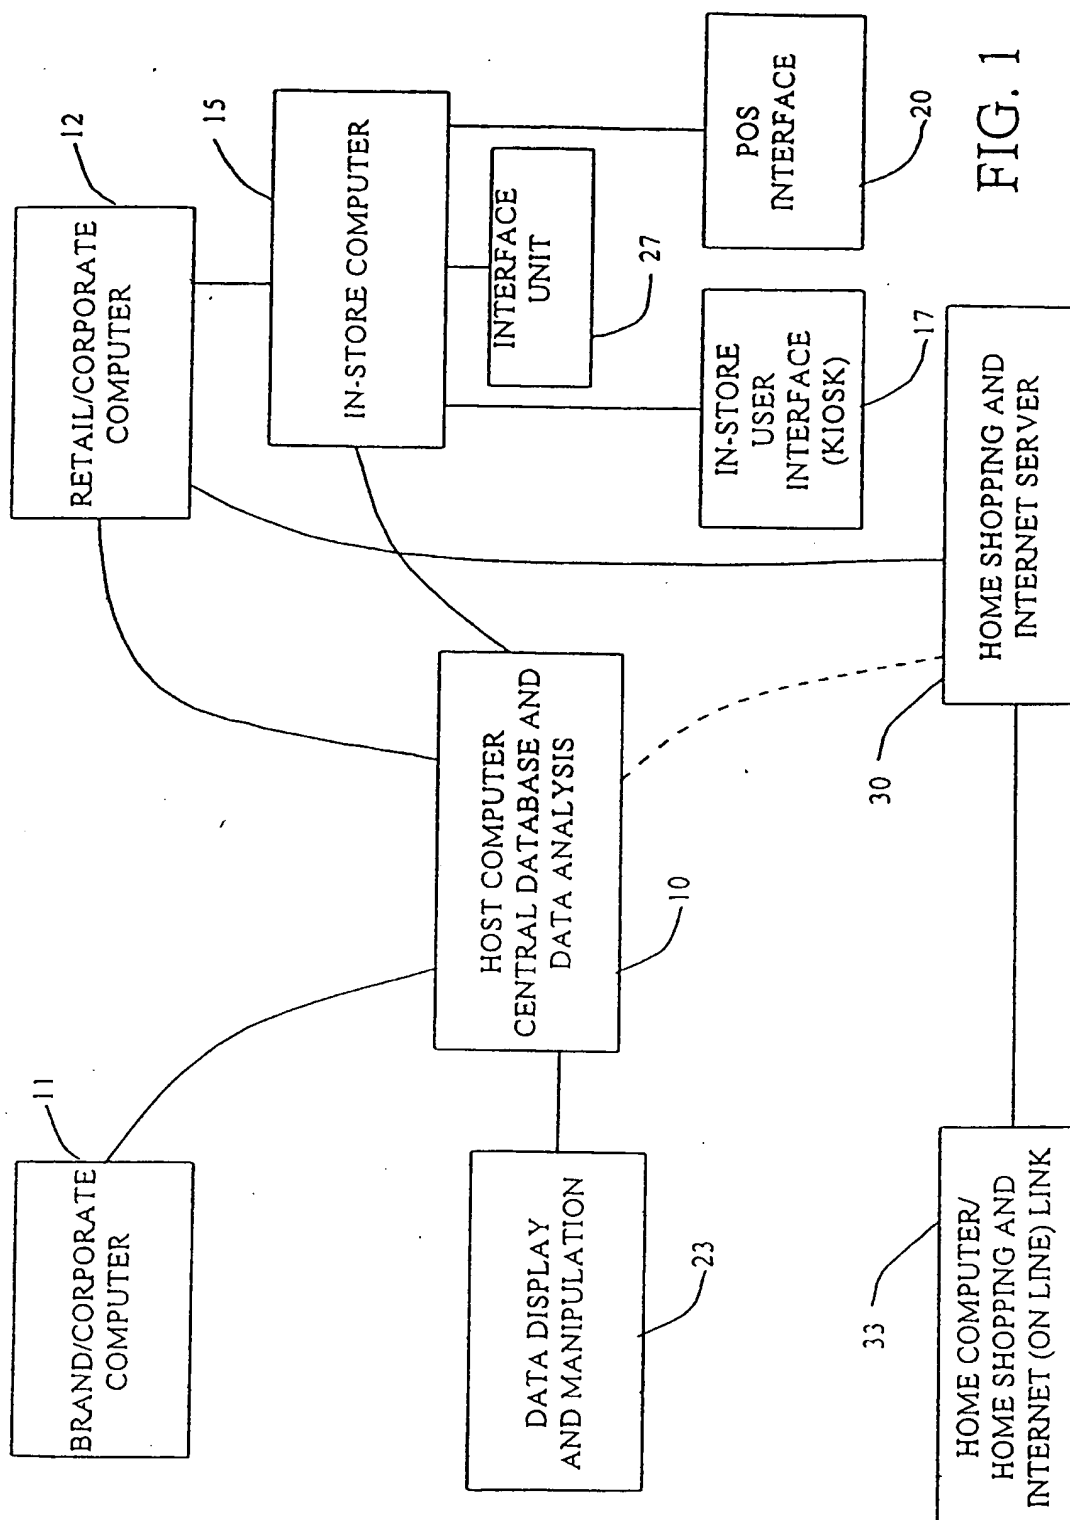 BRAND/CORPORATE
COMPUTER
11
RETAIL/CORPORATE
COMPUTER
12
IN-STORE COMPUTER
15
HOST COMPUTER
CENTRAL DATABASE AND
DATA ANALYSIS
10
DATA DISPLAY
AND MANIPULATION
23
INTERFACE
UNIT
27
IN-STORE
USER
INTERFACE
(KIOSK)
17
POS
INTERFACE
20
HOME COMPUTER/
HOME SHOPPING AND
INTERNET (ON LINE) LINK
33
HOME SHOPPING AND
INTERNET SERVER
30
FIG. 1